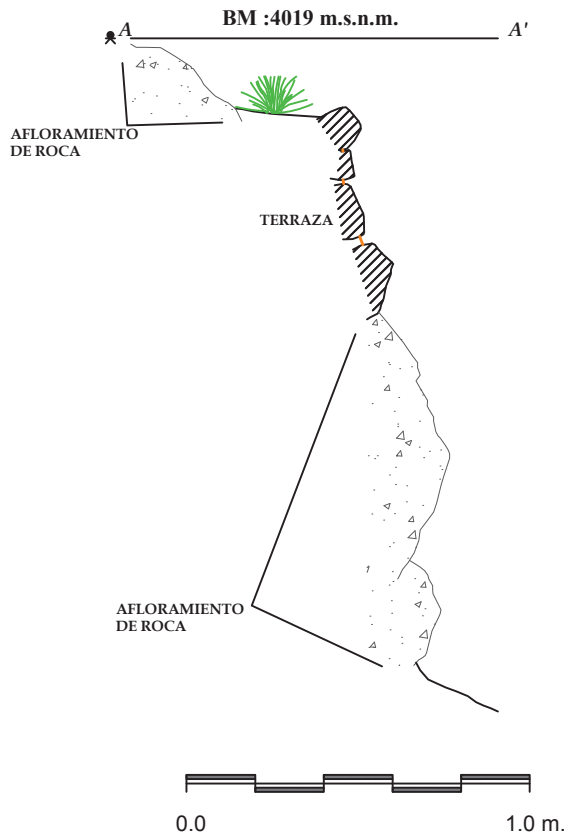 BM :4019 m.s.n.m.
A A'
AFLORAMIENTO
DE ROCA
TERRAZA
AFLORAMIENTO
DE ROCA
0.0 1.0 m.